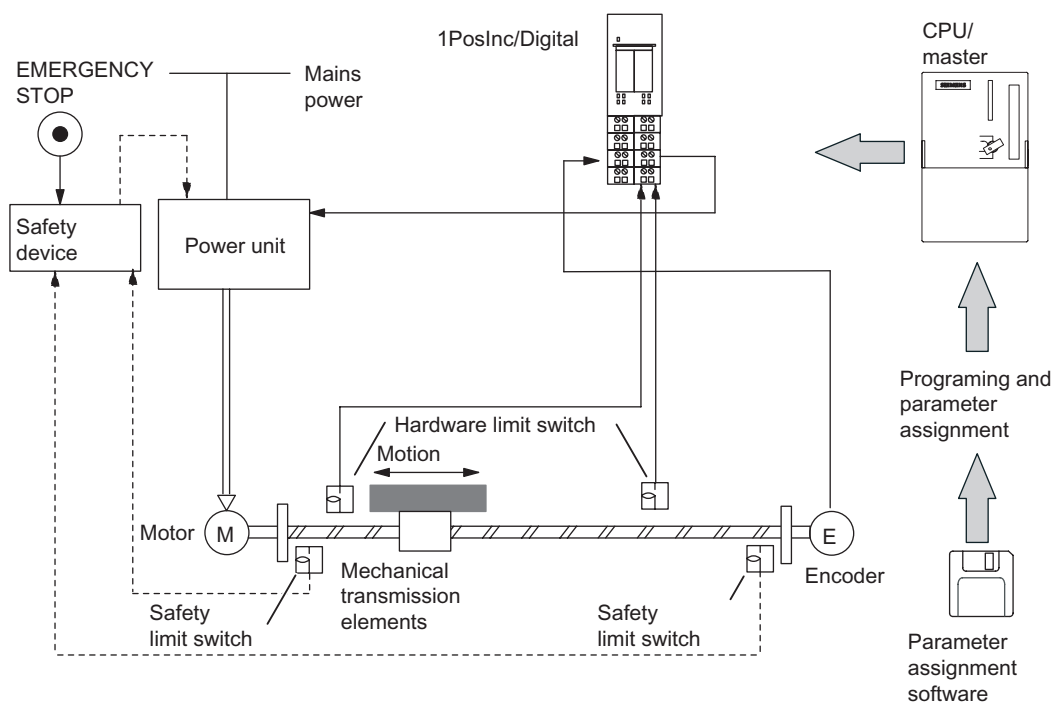 1PosInc/Digital
CPU/
master
SIEMENS
EMERGENCY
STOP
Mains
power
Safety
device
Power unit
Programing and
parameter
assignment
Hardware limit switch
Motion
Motor
M
E
Encoder
Mechanical
transmission
elements
Safety
limit switch
Safety
limit switch
Parameter
assignment
software